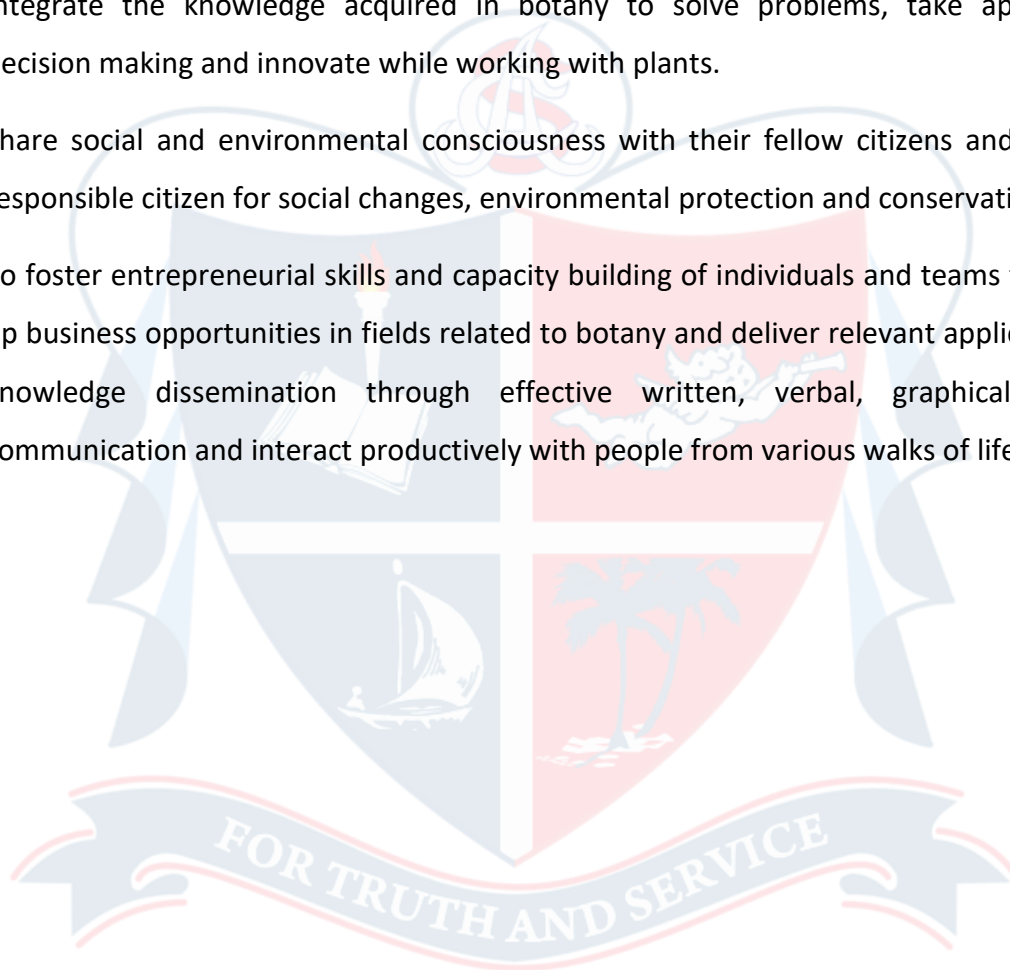 ntegrate the knowledge acquired in botany to solve problems, take ap
ecision making and innovate while working with plants.
hare social and environmental consciousness with their fellow citizens and
esponsible citizen for social changes, environmental protection and conservati
o foster entrepreneurial skills and capacity building of individuals and teams
p business opportunities in fields related to botany and deliver relevant appli
nowledge dissemination through effective written, verbal, graphical
ommunication and interact productively with people from various walks of life
FOR TRUTH AND SERVICE